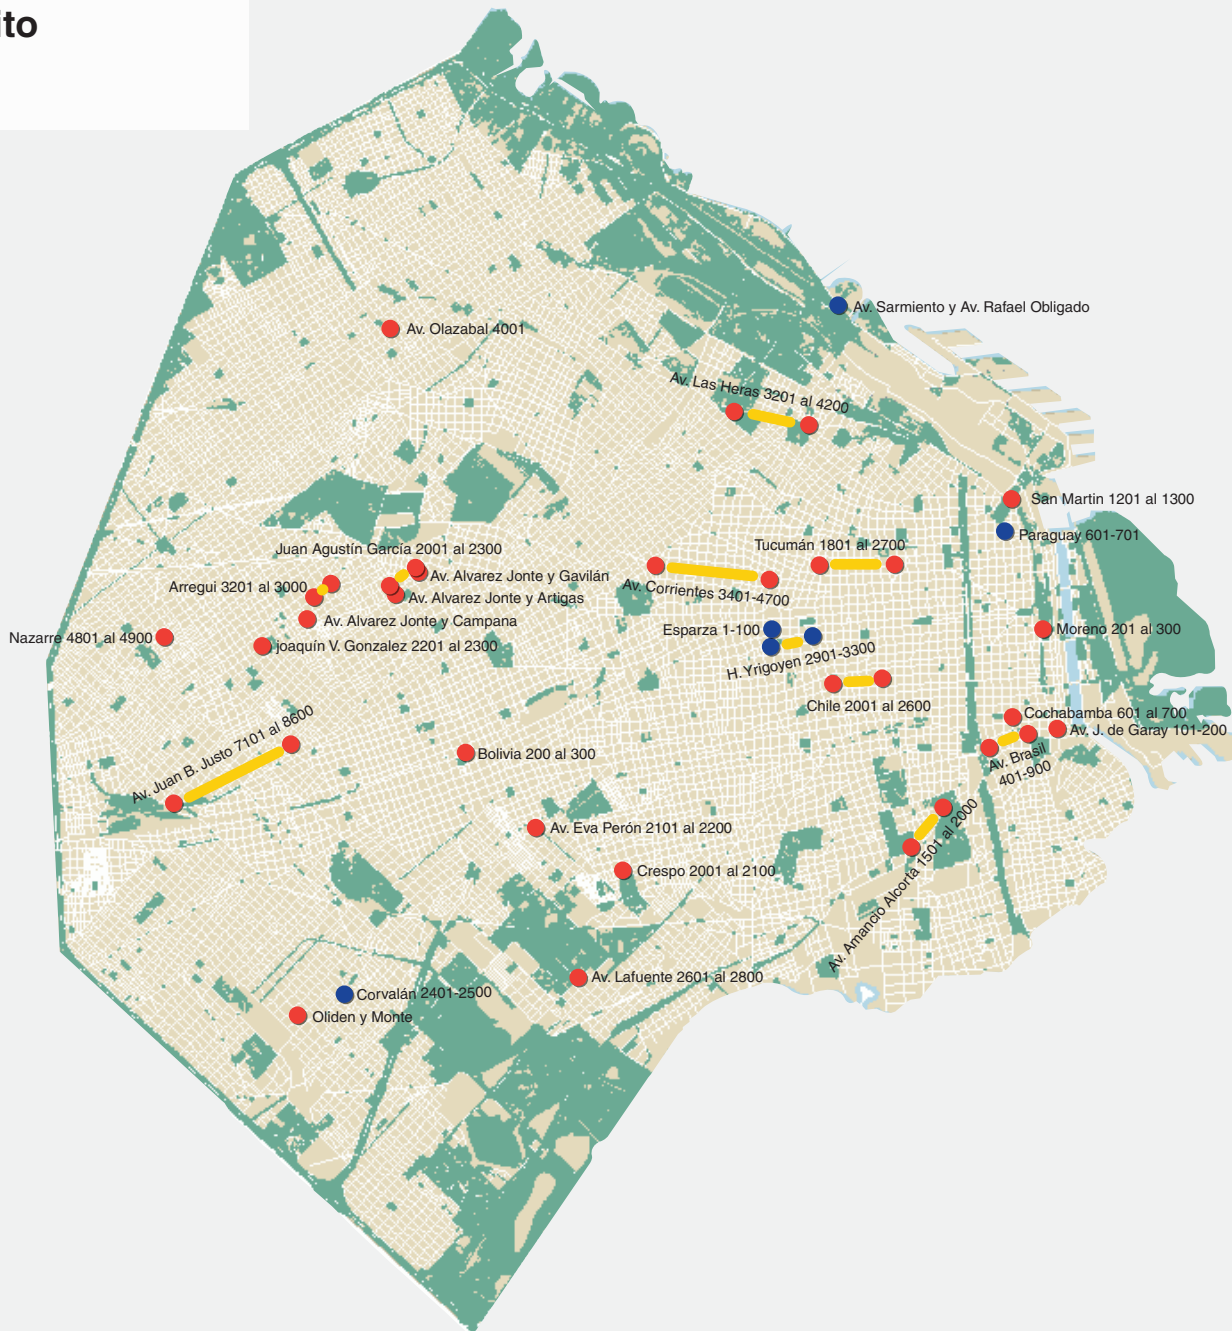 ito
Av. Sarmiento y Av. Rafael Obligado
Av. Olazabal 4001
Av. Las Heras 3201 al 4200
San Martin 1201 al 1300
Paraguay 601-701
Tucumán 1801 al 2700
Juan Agustín García 2001 al 2300
Av. Alvarez Jonte y Gavilán
Arregui 3201 al 3000
Av. Corrientes 3401-4700
Av. Alvarez Jonte y Artigas
Av. Alvarez Jonte y Campana
Esparza 1-100
Moreno 201 al 300
Nazarre 4801 al 4900
joaquín V. Gonzalez 2201 al 2300
H. Yrigoyen 2901-3300
Chile 2001 al 2600
Cochabamba 601 al 700
Av. J. de Garay 101-200
Av. Juan B. Justo 7101 al 8600
Bolivia 200 al 300
Av. Brasil
401-900
Av. Eva Perón 2101 al 2200
Crespo 2001 al 2100
Av. Amancio Alcorta 1501 al 2000
Av. Lafuente 2601 al 2800
Corvalán 2401-2500
Oliden y Monte